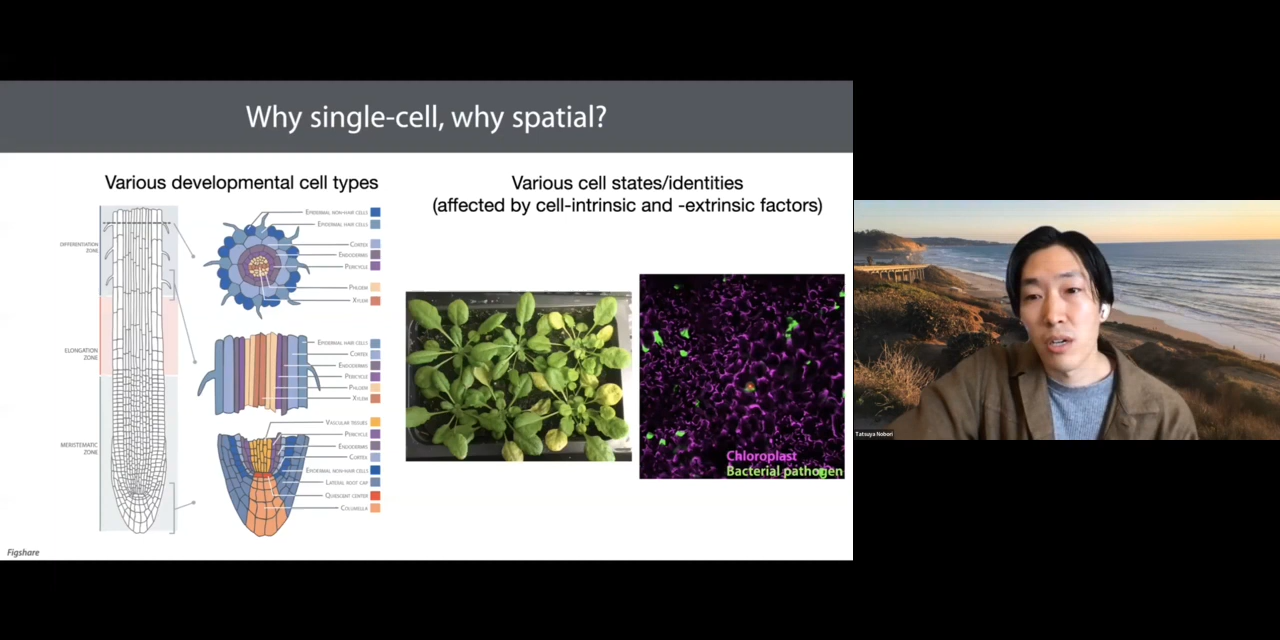 Why single-cell, why spatial?
Various developmental cell types
DIFFERENTIATION
ZONE
ELONGATION
ZONE
MERISTEMATIC
ZONE
EPIDERMAL NON-HAIR CELLS
EPIDERMAL HAIR CELLS
CORTEX
ENDODERMIS
PERICYCLE
PHLOEM
XYLEM
EPIDERMAL HAIR CELLS
CORTEX
ENDODERMIS
PERICYCLE
PHLOEM
XYLEM
VASCULAR TISSUES
PERICYCLE
ENDODERMIS
CORTEX
EPIDERMAL NON-HAIR CELLS
LATERAL ROOT CAP
QUIESCENT CENTER
COLUMELLA
Figshare
Various cell states/identities
(affected by cell-intrinsic and -extrinsic factors)
Chloroplast
Bacterial pathogen
Tatsuya Nobori